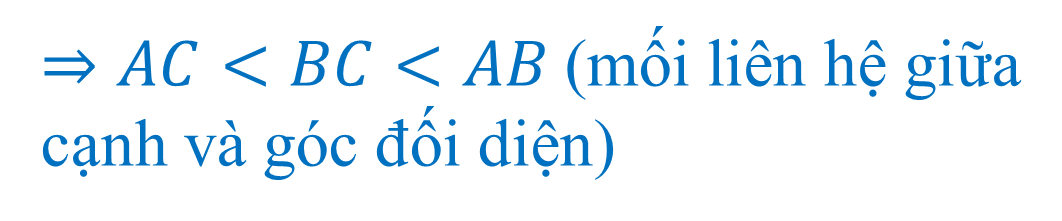 ⇒ AC < BC < AB (mối liên hệ giữa
cạnh và góc đối diện)